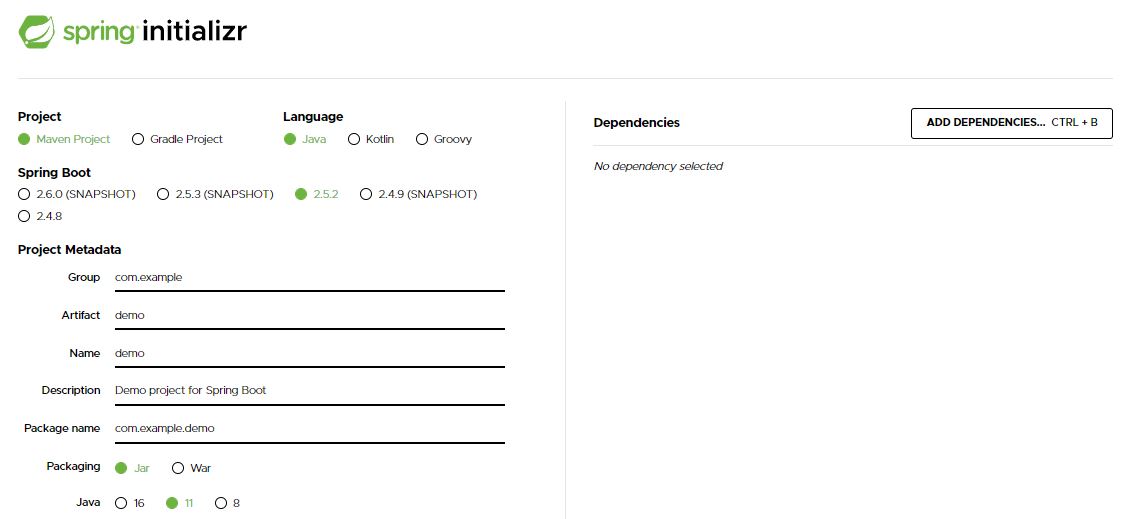 spring initializr
Project
Language
Maven Project Gradle Project
Java Kotlin Groovy
Spring Boot
2.6.0 (SNAPSHOT) 2.5.3 (SNAPSHOT) 2.5.2 2.4.9 (SNAPSHOT)
2.4.8
Project Metadata
Group com.example
Artifact demo
Name demo
Description Demo project for Spring Boot
Package name com.example.demo
Packaging Jar War
Java 16 11 8
Dependencies
ADD DEPENDENCIES... CTRL + B
No dependency selected